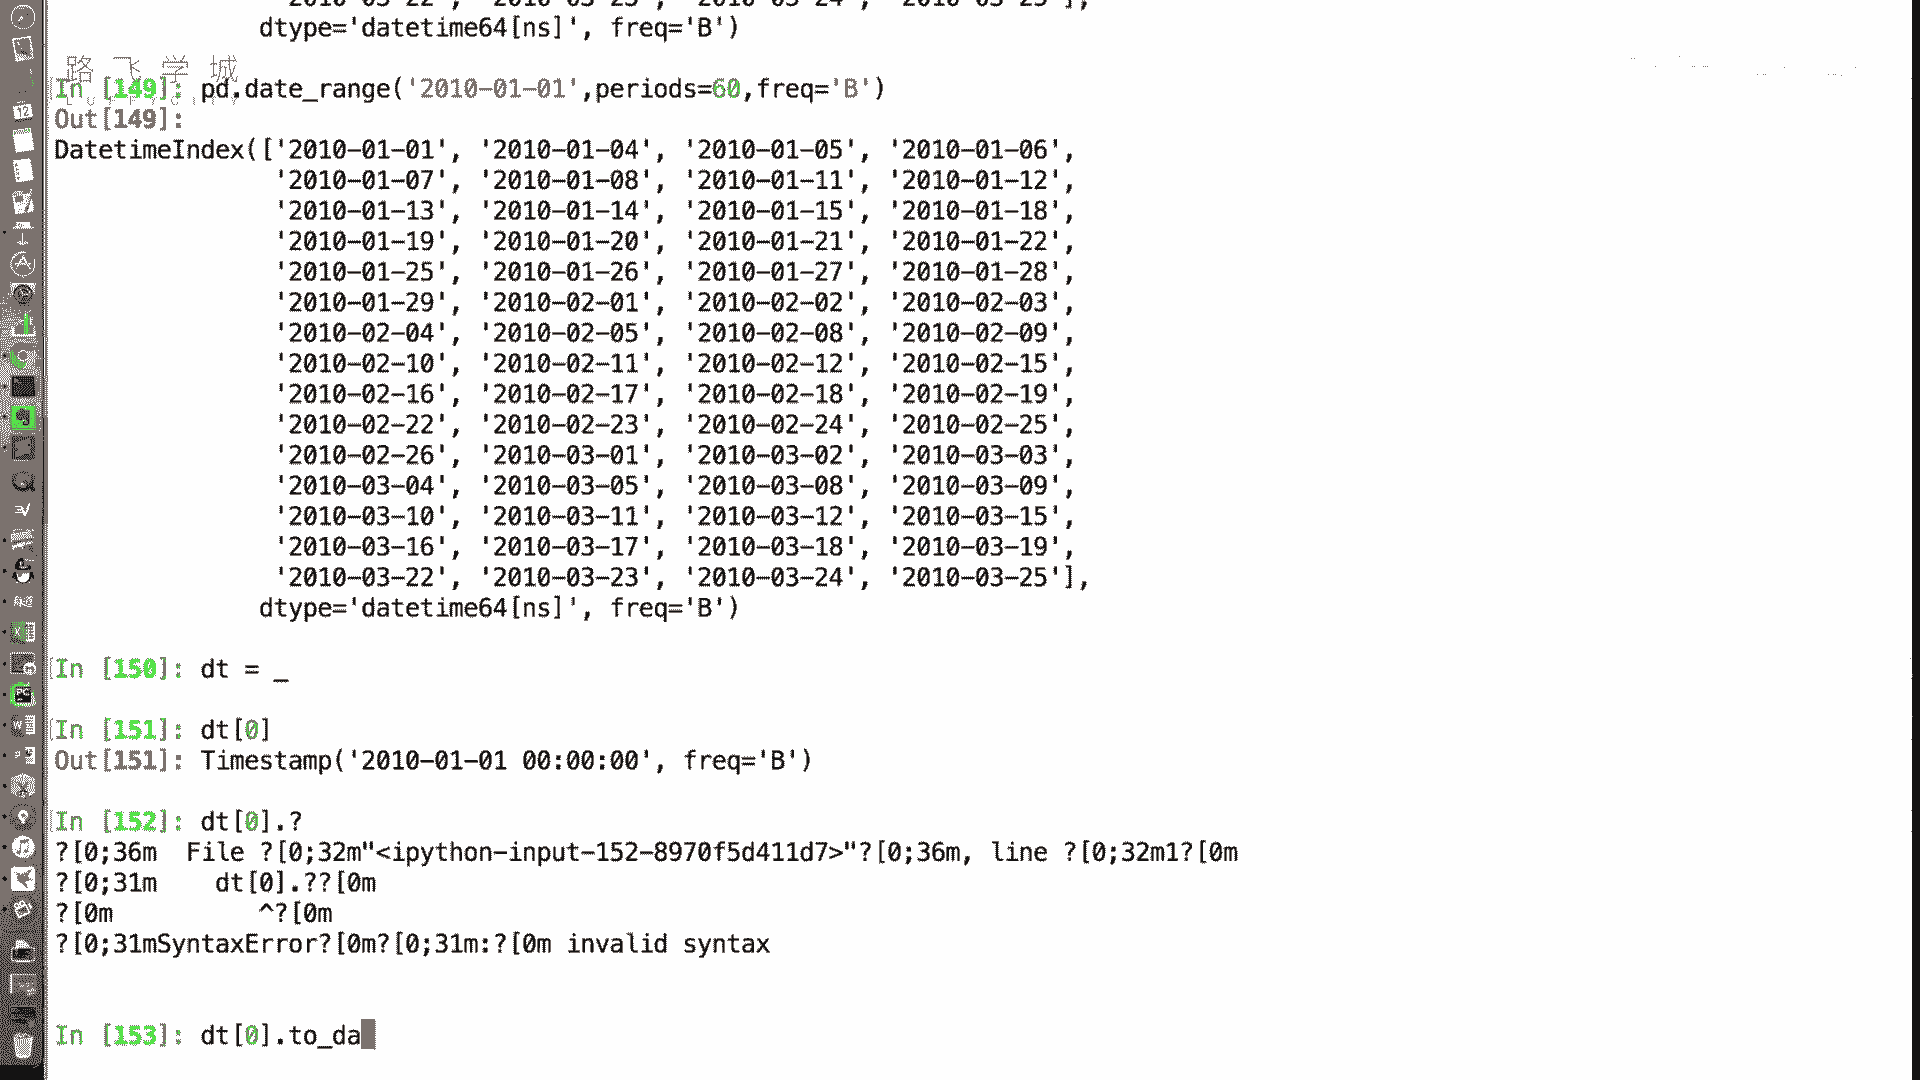 dtype='datetime64[ns]', freq='B')
路飞学城
In [149]: pd.date_range('2010-01-01',periods=60,freq='B')
Out[149]:
DatetimeIndex(['2010-01-01', '2010-01-04', '2010-01-05', '2010-01-06',
'2010-01-07', '2010-01-08', '2010-01-11', '2010-01-12',
'2010-01-13', '2010-01-14', '2010-01-15', '2010-01-18',
'2010-01-19', '2010-01-20', '2010-01-21', '2010-01-22',
'2010-01-25', '2010-01-26', '2010-01-27', '2010-01-28',
'2010-01-29', '2010-02-01', '2010-02-02', '2010-02-03',
'2010-02-04', '2010-02-05', '2010-02-08', '2010-02-09',
'2010-02-10', '2010-02-11', '2010-02-12', '2010-02-15',
'2010-02-16', '2010-02-17', '2010-02-18', '2010-02-19',
'2010-02-22', '2010-02-23', '2010-02-24', '2010-02-25',
'2010-02-26', '2010-03-01', '2010-03-02', '2010-03-03',
'2010-03-04', '2010-03-05', '2010-03-08', '2010-03-09',
'2010-03-10', '2010-03-11', '2010-03-12', '2010-03-15',
'2010-03-16', '2010-03-17', '2010-03-18', '2010-03-19',
'2010-03-22', '2010-03-23', '2010-03-24', '2010-03-25'],
dtype='datetime64[ns]', freq='B')
In [150]: dt = _
In [151]: dt[0]
Out[151]: Timestamp('2010-01-01 00:00:00', freq='B')
In [152]: dt[0].?
?[0;36m  File ?[0;32m"<ipython-input-152-8970f5d411d7>"?[0;36m, line ?[0;32m1?[0m
?[0;31m    dt[0].??[0m
?[0m          ^?[0m
?[0;31mSyntaxError?[0m?[0;31m:?[0m invalid syntax
In [153]: dt[0].to_da